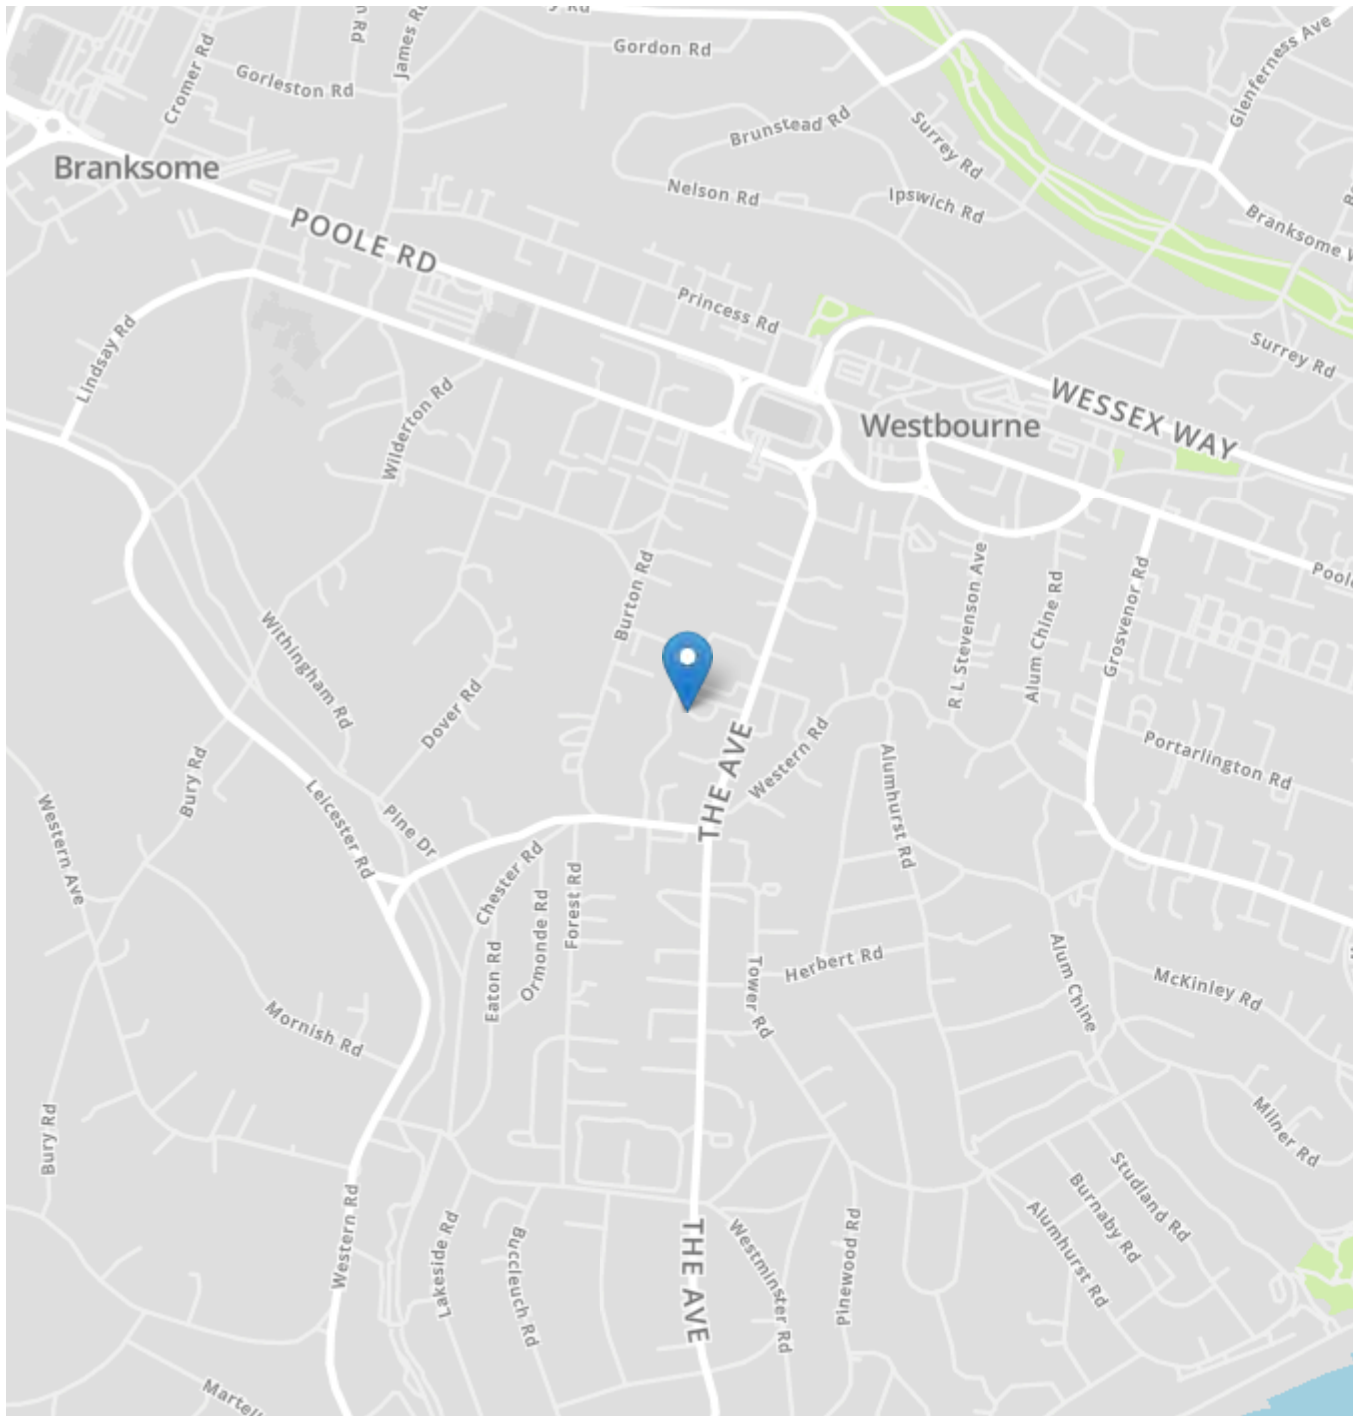 Gordon Rd
James R
Cromer Rd
Gorleston Rd
Glenferness Ave
Brunstead Rd
Surrey Rd
Branksome
Nelson Rd
Ipswich Rd
Branksome W
POOLE RD
Princess Rd
Lindsay Rd
Surrey Rd
WESSEX WAY
Wilderton Rd
Westbourne
Burton Rd
R L Stevenson Ave
Alum Chine Rd
Grosvenor Rd
Poole
Withingham Rd
Dover Rd
THE AVE
Western Rd
Portarlington Rd
Bury Rd
Alumhurst Rd
Leicester Rd
Pine Dr
Western Ave
Chester Rd
Ormonde Rd
Forest Rd
Eaton Rd
Tower Rd
Herbert Rd
Alum Chine
McKinley Rd
Mornish Rd
Bury Rd
Milner Rd
Studland Rd
Burnaby Rd
Alumhurst Rd
Western Rd
Lakeside Rd
Buccleuch Rd
THE AVE
Westminster Rd
Pinewood Rd
Martell